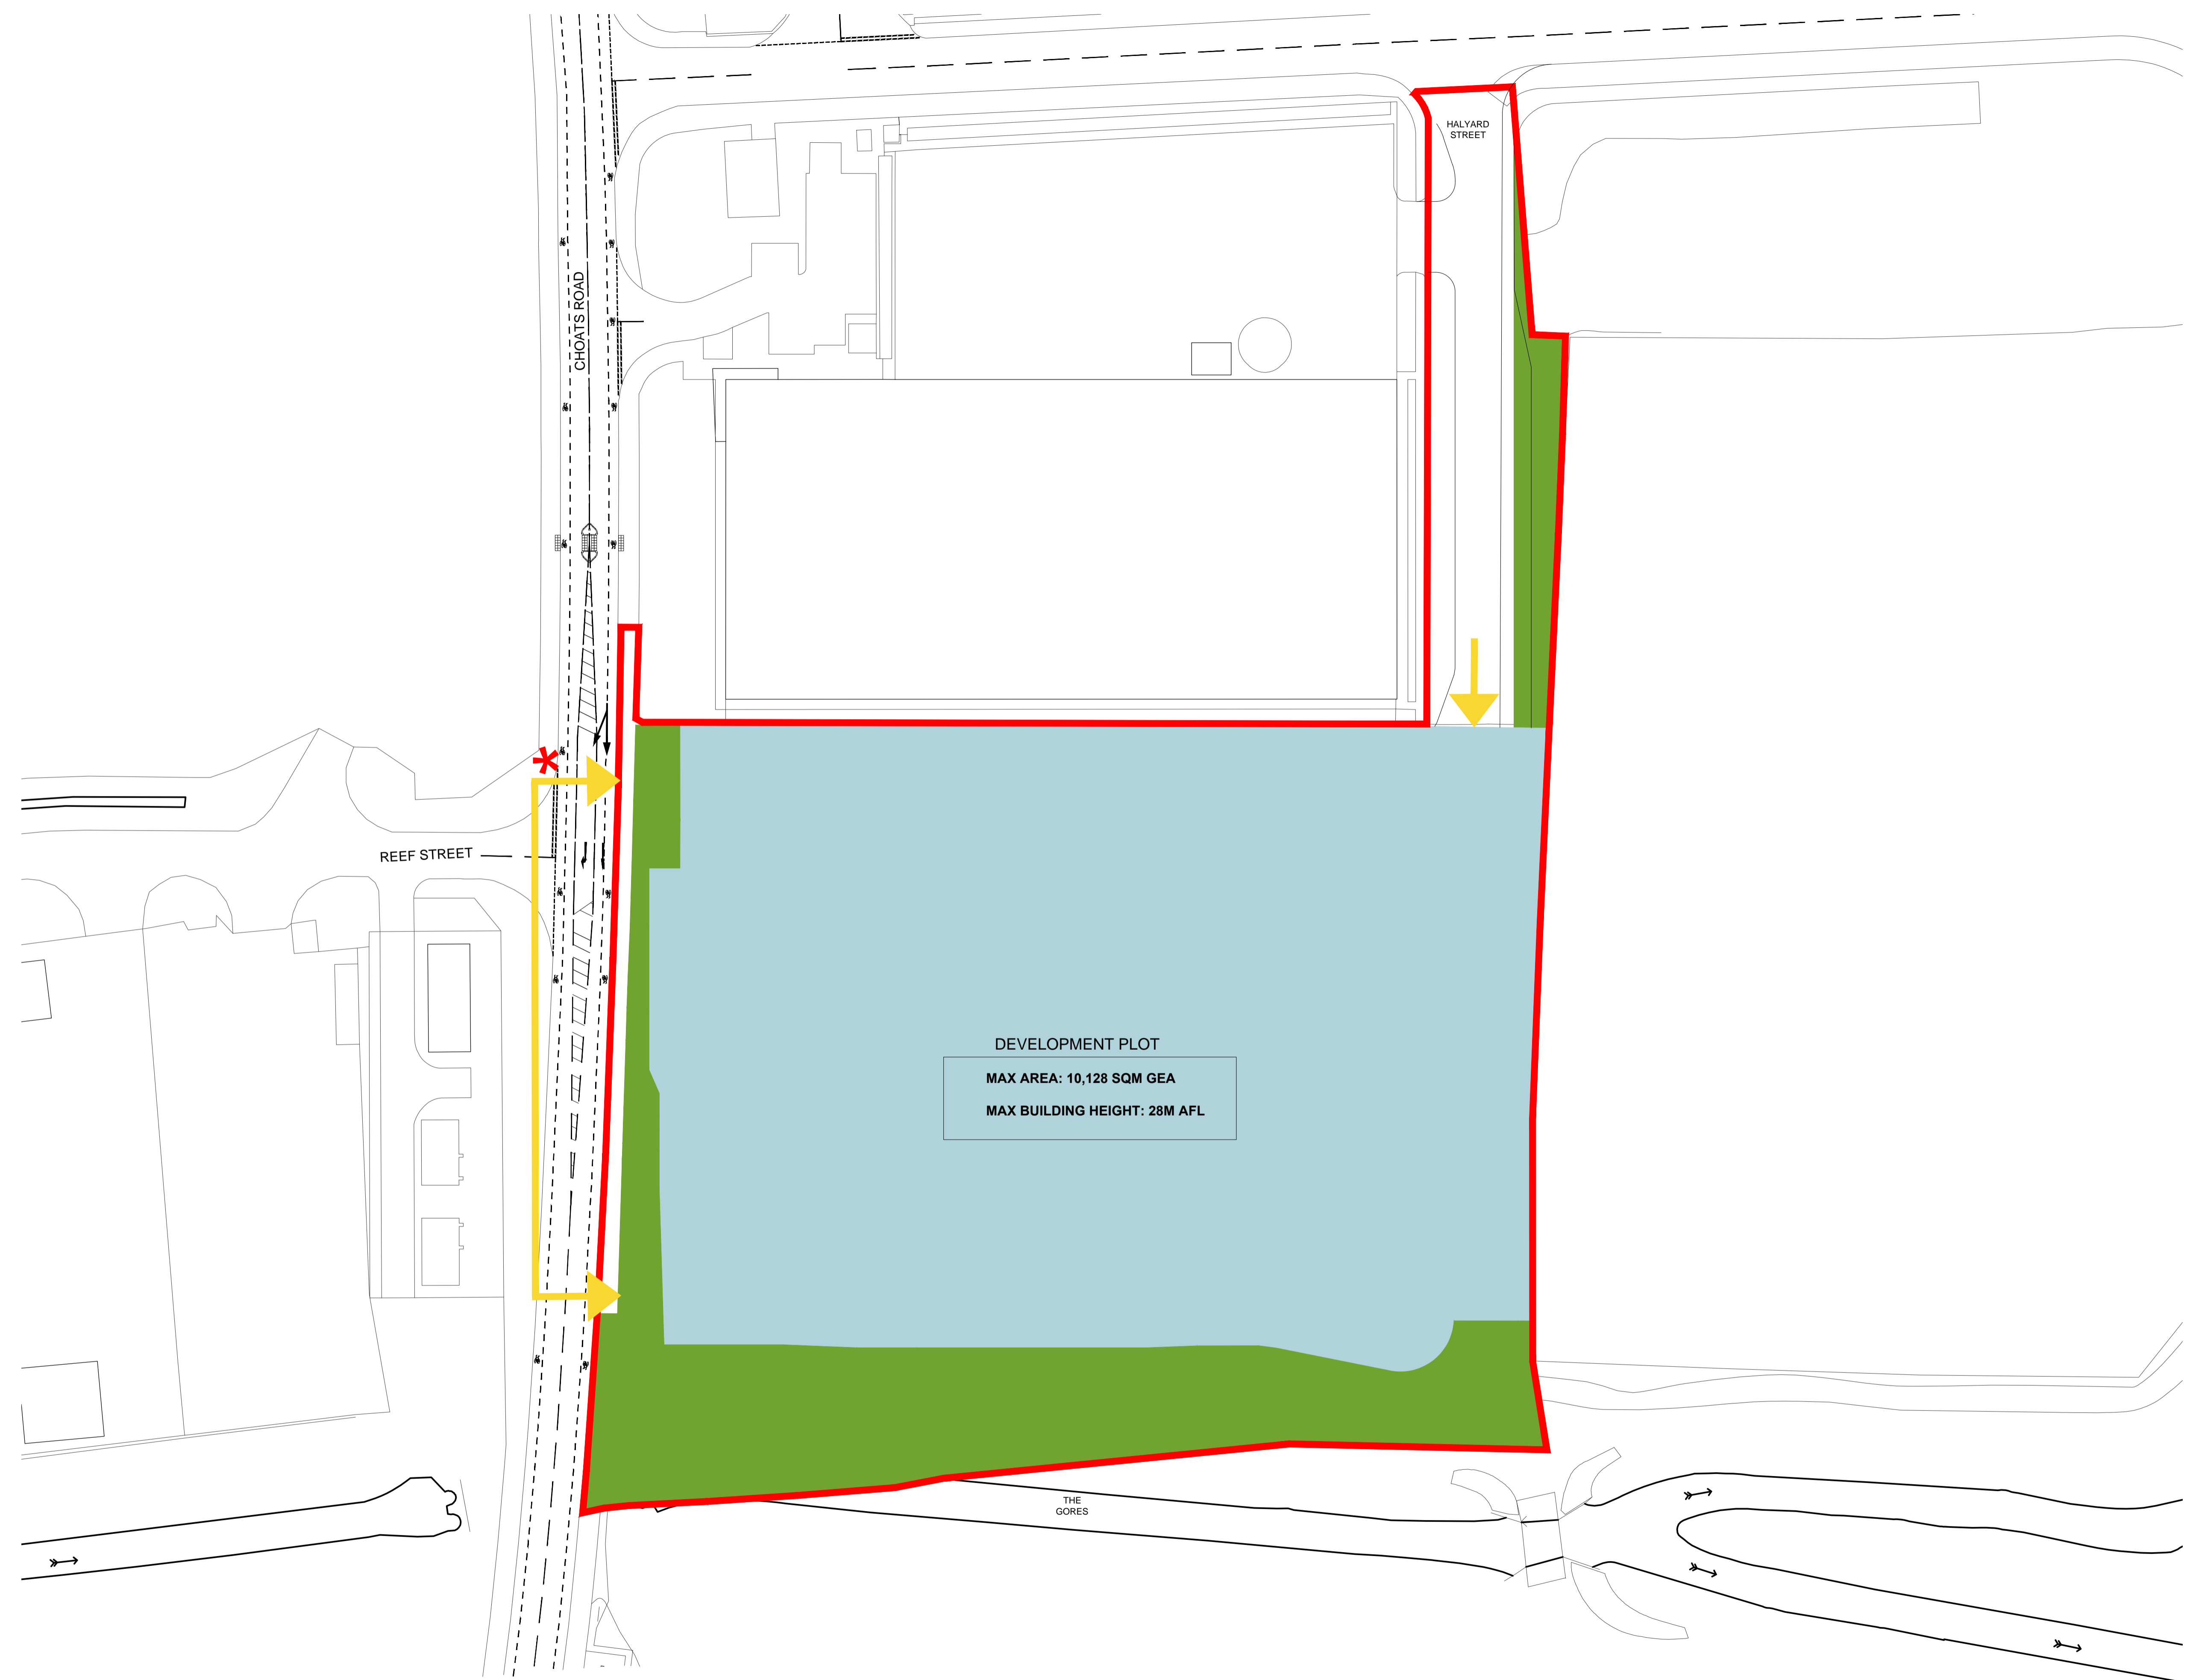 HALYARD
STREET
CHOATS ROAD
REEF STREET
DEVELOPMENT PLOT
MAX AREA: 10,128 SQM GEA
MAX BUILDING HEIGHT: 28M AFL
THE
GORES